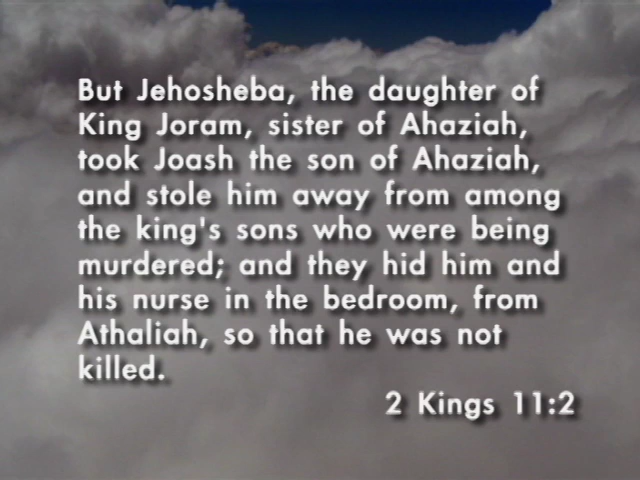 But Jehosheba, the daughter of
King Joram, sister of Ahaziah,
took Joash the son of Ahaziah,
and stole him away from among
the king's sons who were being
murdered; and they hid him and
his nurse in the bedroom, from
Athaliah, so that he was not
killed.
2 Kings 11:2